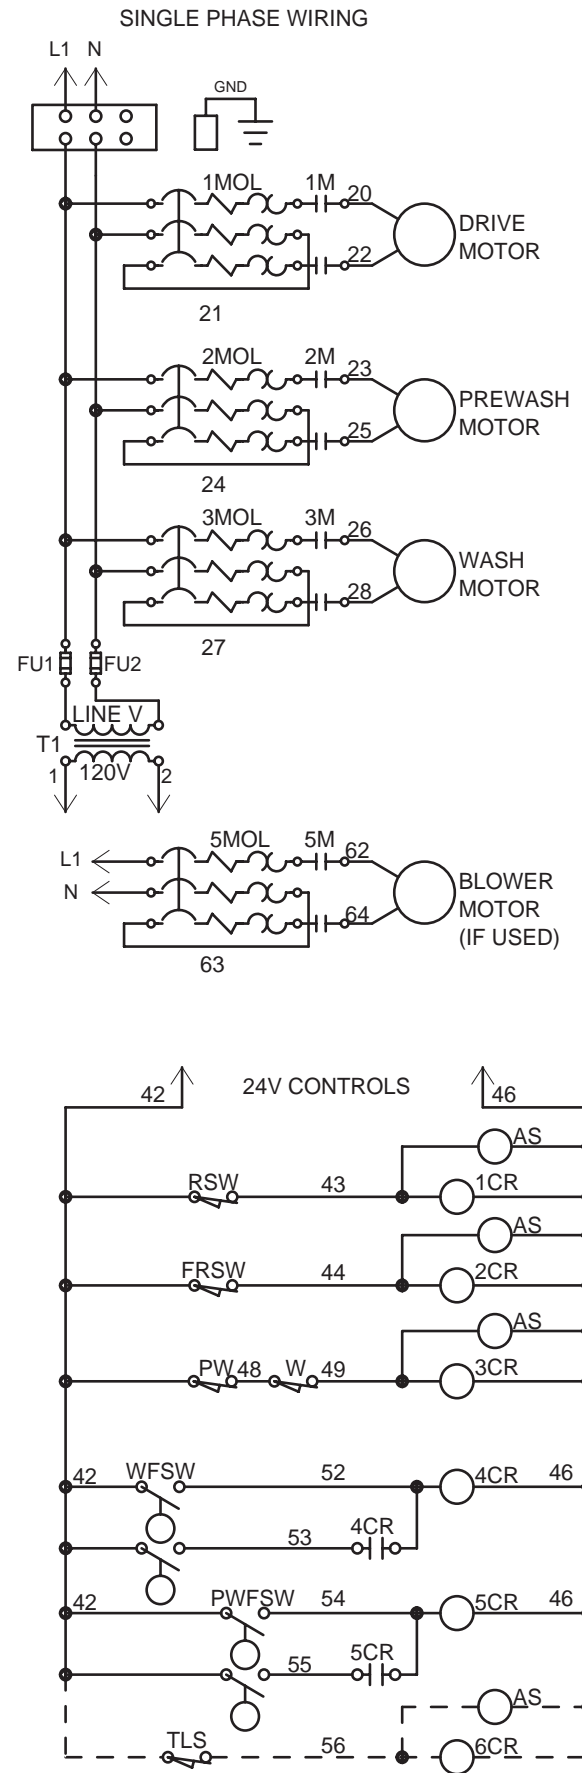 SINGLE PHASE WIRING
L1 N
GND
1MOL 1M 20
DRIVE
22 MOTOR
21
2MOL 2M 23
PREWASH
25 MOTOR
24
3MOL 3M 26
WASH
28 MOTOR
27
FU1 FU2
LINE V
T1
1 120V 2
5MOL 5M 62
L1
BLOWER
N
MOTOR
64
(IF USED)
63
42 24V CONTROLS 46
AS
RSW 43 1CR
AS
FRSW 44 2CR
AS
PW 48 W 49 3CR
42 WFSW 52 4CR 46
53 4CR
42 PWFSW 54 5CR 46
55 5CR
AS
TLS 56 6CR